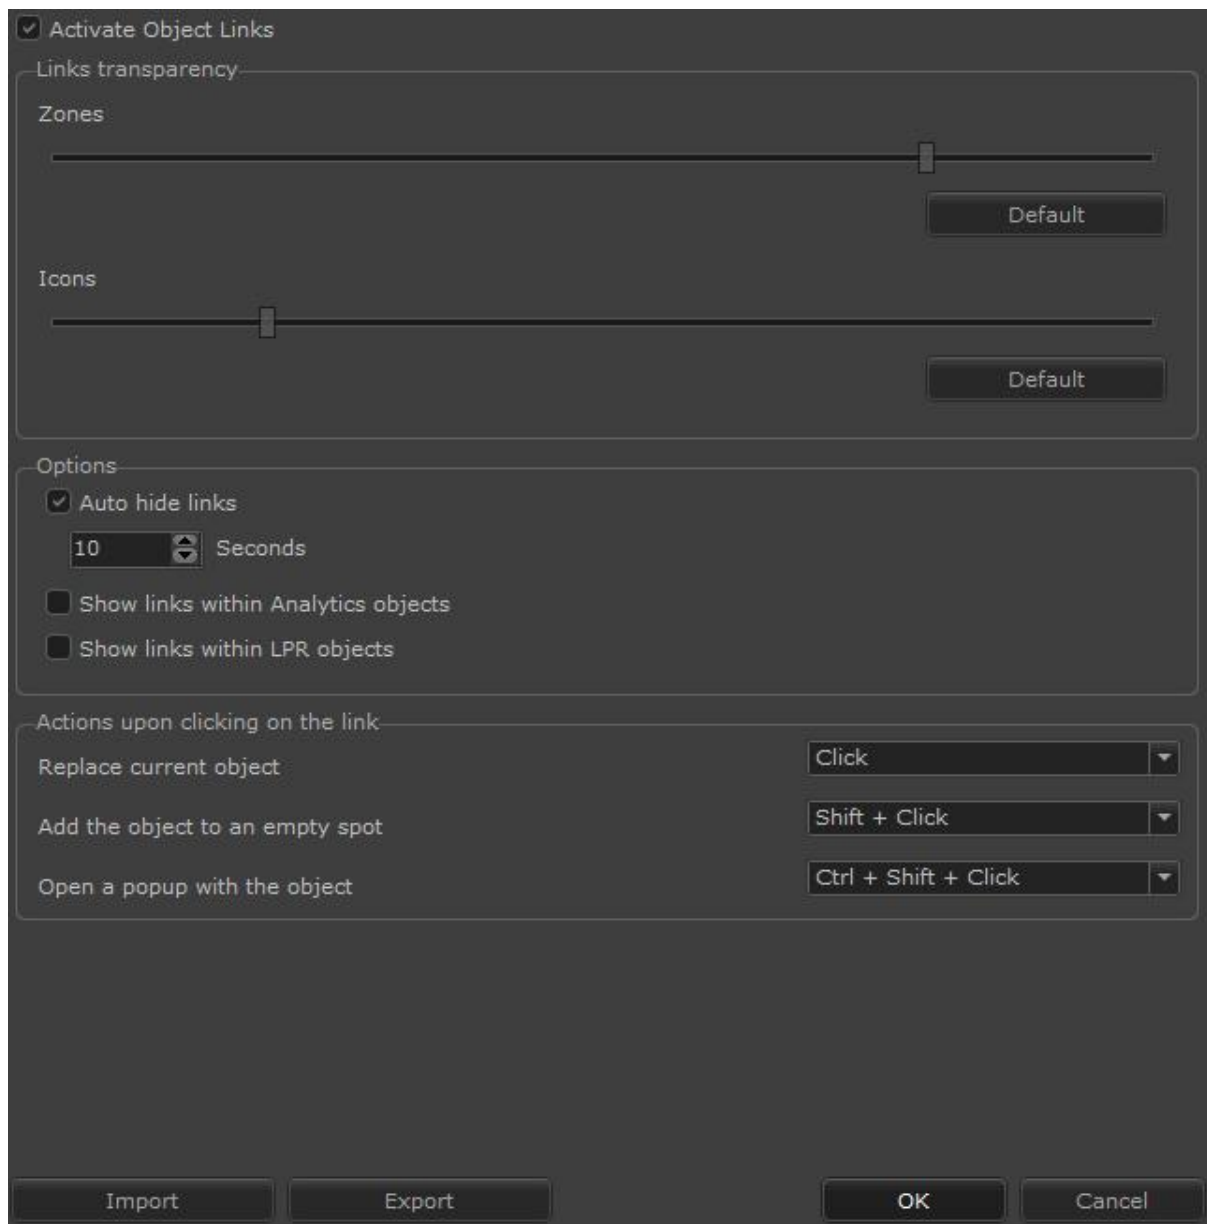 Activate Object Links
Links transparency
Zones
Default
Icons
Default
Options
Auto hide links
10 Seconds
Show links within Analytics objects
Show links within LPR objects
Actions upon clicking on the link
Replace current object Click
Add the object to an empty spot Shift + Click
Open a popup with the object Ctrl + Shift + Click
Import Export OK Cancel